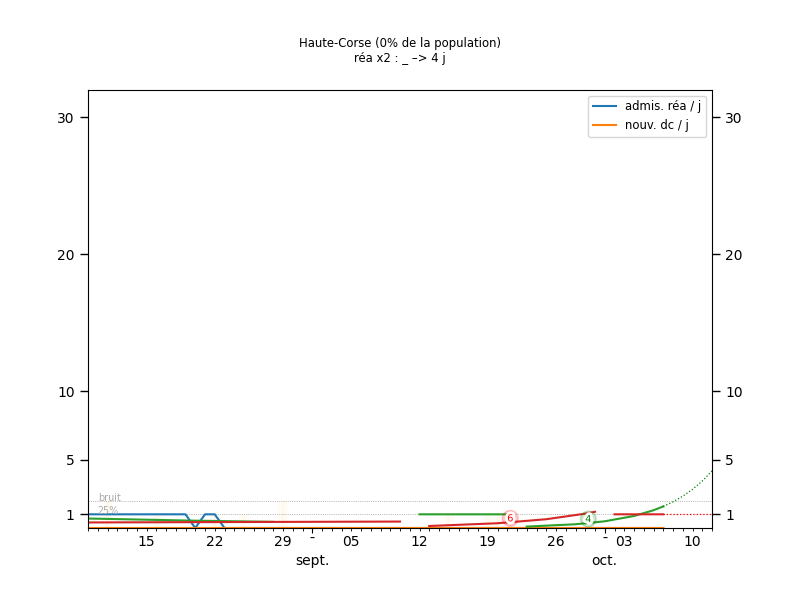 Haute-Corse (0% de la population)
réa x2 : _ –> 4 j
admis. réa / j
nouv. dc / j
30 30
20 20
10 10
5 5
bruit
25%
1 1
6 4
15 22 29 - 05 12 19 26 - 03 10
sept. oct.